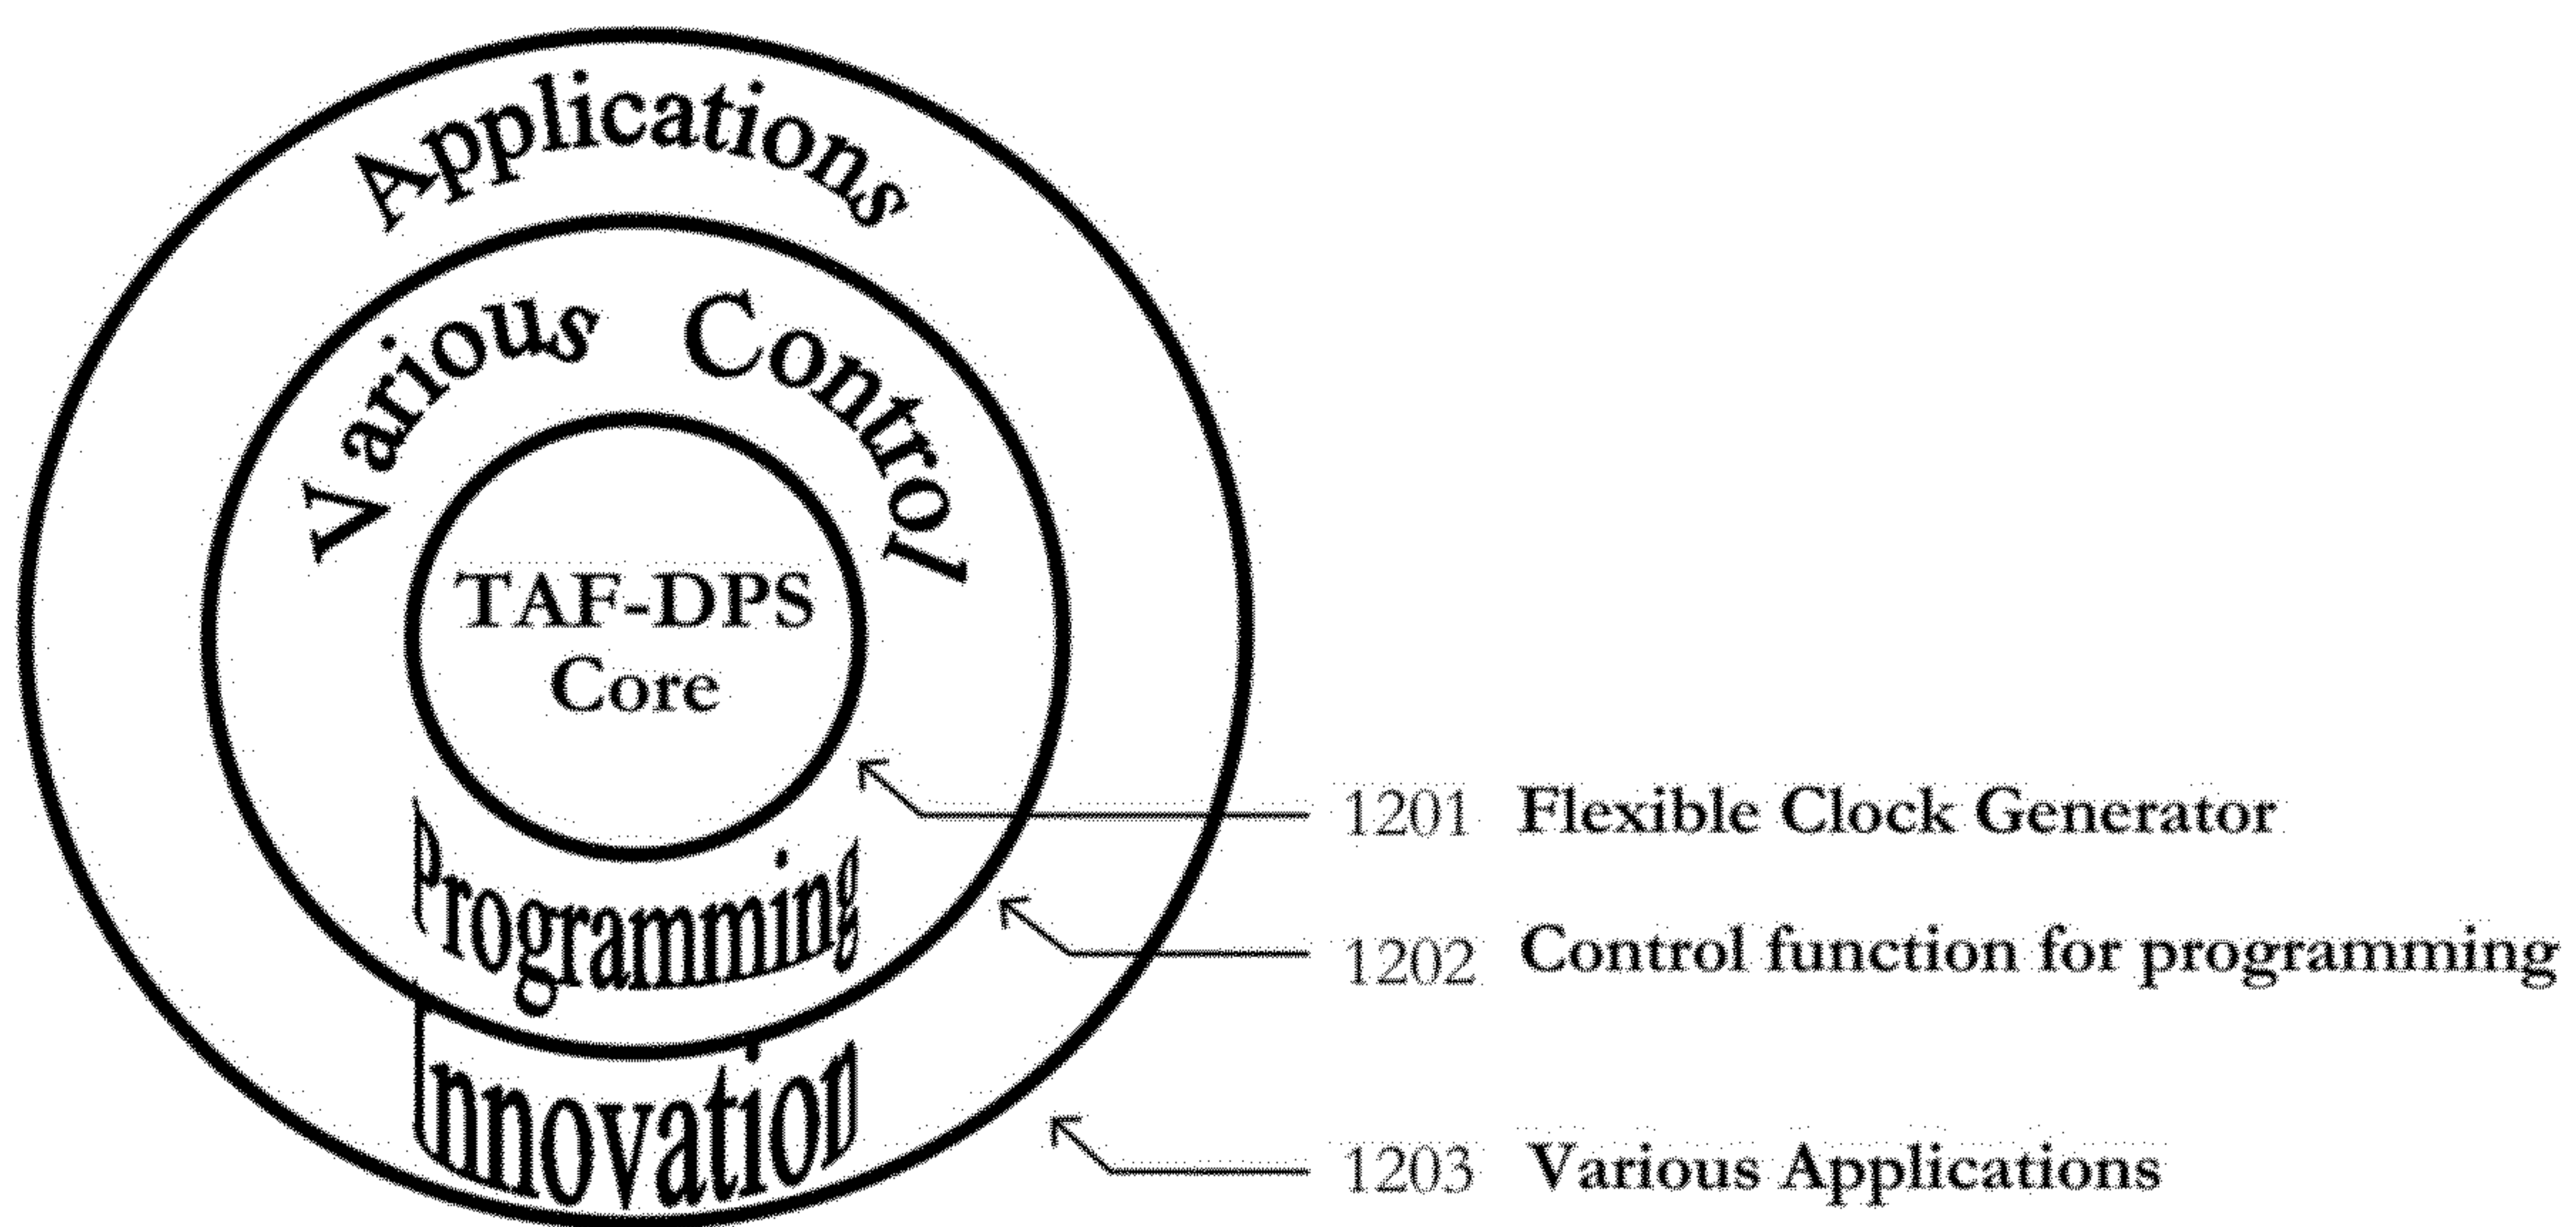 Applications
Various Control
TAF-DPS
Core
Programming
Innovation
1201 Flexible Clock Generator
1202 Control function for programming
1203 Various Applications